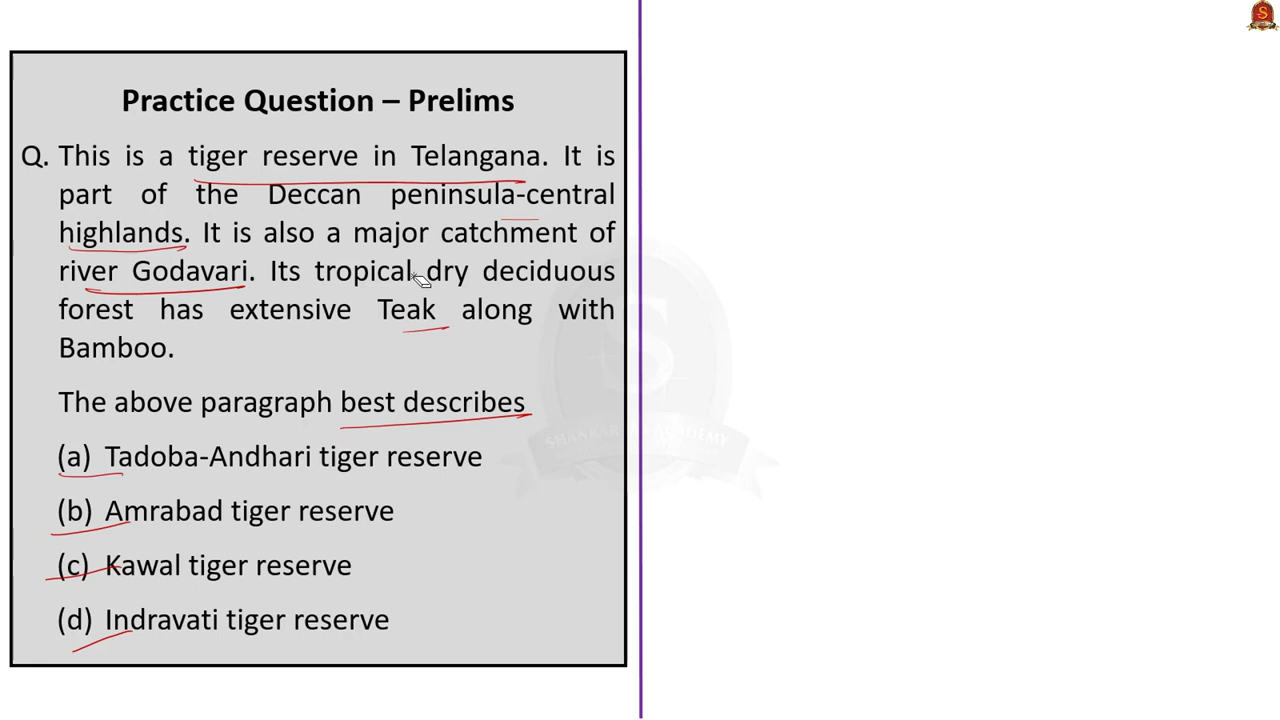 Practice Question – Prelims
Q. This is a tiger reserve in Telangana. It is
part of the Deccan peninsula-central
highlands. It is also a major catchment of
river Godavari. Its tropical dry deciduous
forest has extensive Teak along with
Bamboo.
The above paragraph best describes
(a) Tadoba-Andhari tiger reserve
(b) Amrabad tiger reserve
(c) Kawal tiger reserve
(d) Indravati tiger reserve